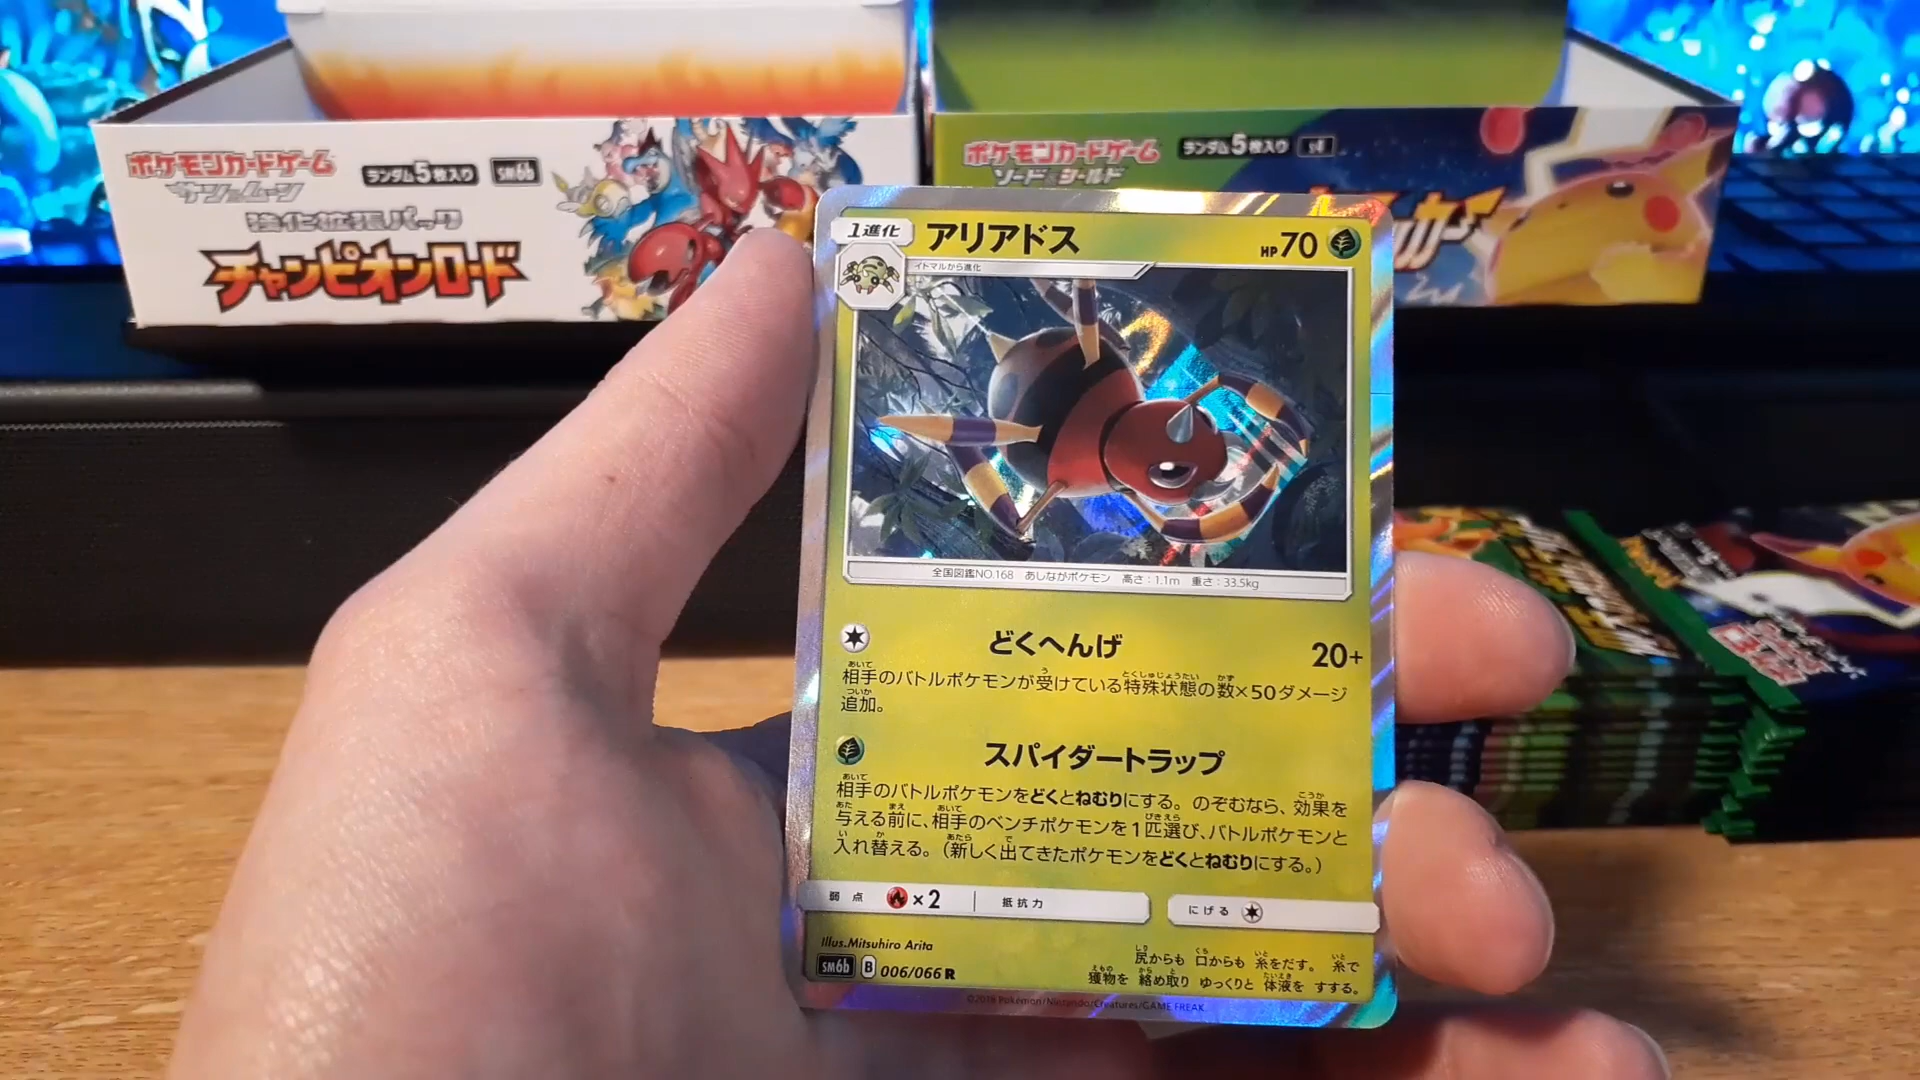 ポケモンカードゲーム
サン&ムーン
ランダム5枚入り
SM6b
強化拡張パック
チャンピオンロード
ポケモンカードゲーム
ソード&シールド
ランダム5枚入り
s4
1進化
アリアドス
HP70
イトマルから進化
全国図鑑NO.168 あしながポケモン 高さ:1.1m 重さ:33.5kg
どくへんげ 20+
相手のバトルポケモンが受けている特殊状態の数×50ダメージ
追加。
スパイダートラップ
相手のバトルポケモンをどくとねむりにする。のぞむなら、効果を
与える前に、相手のベンチポケモンを1匹選び、バトルポケモンと
入れ替える。(新しく出てきたポケモンをどくとねむりにする。)
弱点 ×2 抵抗力 にげる
Illus.Mitsuhiro Arita
SM6b B 006/066 R
尻からも 口からも 糸をだす。 糸で
獲物を 絡め取り ゆっくりと 体液を すする。
©2018 Pokémon/Nintendo/Creatures/GAME FREAK.